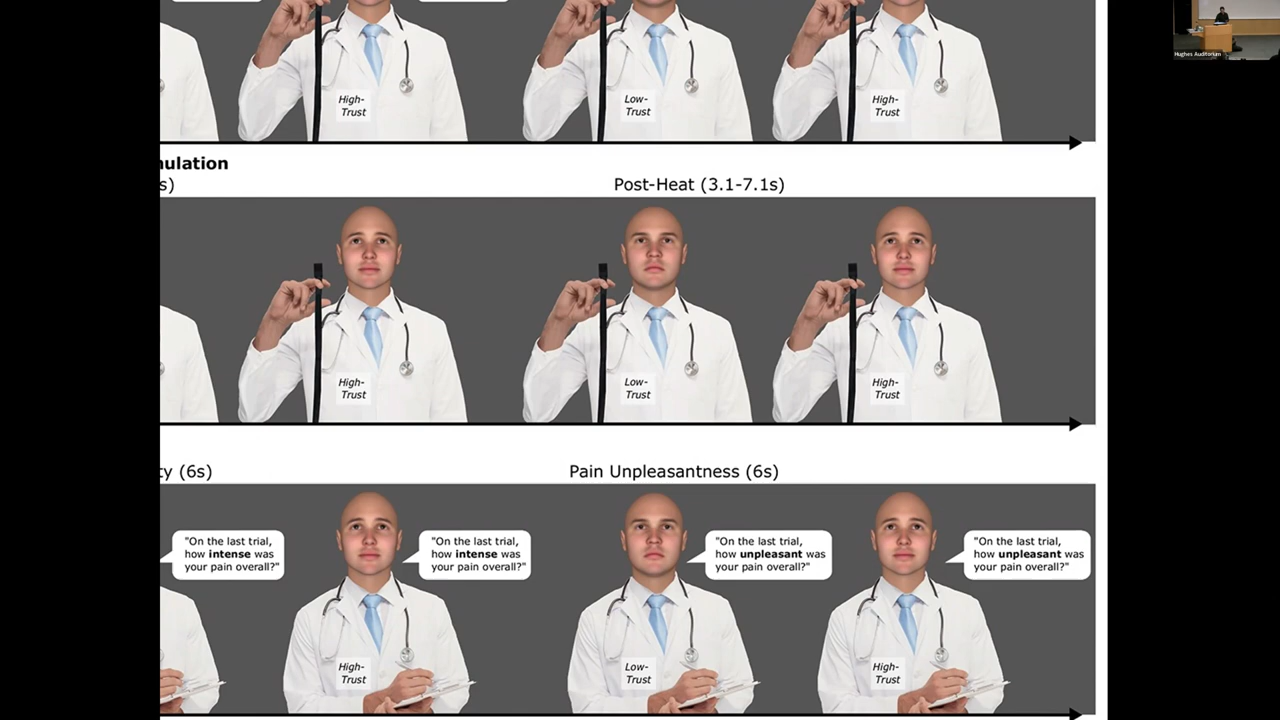 Hughes Auditorium
High-
Trust
Low-
Trust
High-
Trust
mulation
s)
Post-Heat (3.1-7.1s)
High-
Trust
Low-
Trust
High-
Trust
ty (6s)
Pain Unpleasantness (6s)
"On the last trial,
how intense was
your pain overall?"
"On the last trial,
how intense was
your pain overall?"
"On the last trial,
how unpleasant was
your pain overall?"
"On the last trial,
how unpleasant was
your pain overall?"
High-
Trust
Low-
Trust
High-
Trust